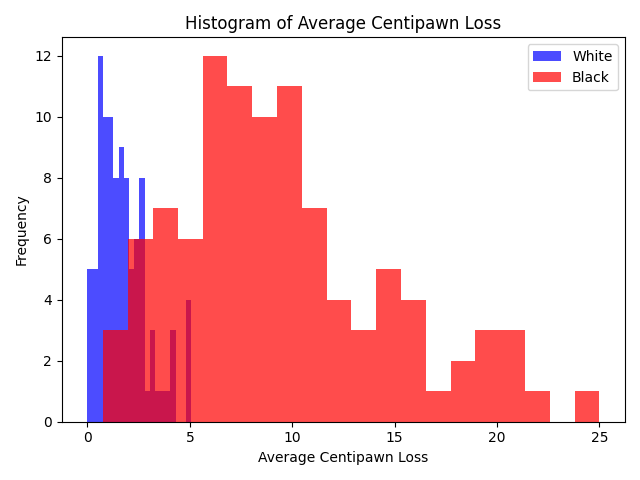 Histogram of Average Centipawn Loss
White
Black
12
10
8
6
4
2
0
Frequency
0 5 10 15 20 25
Average Centipawn Loss